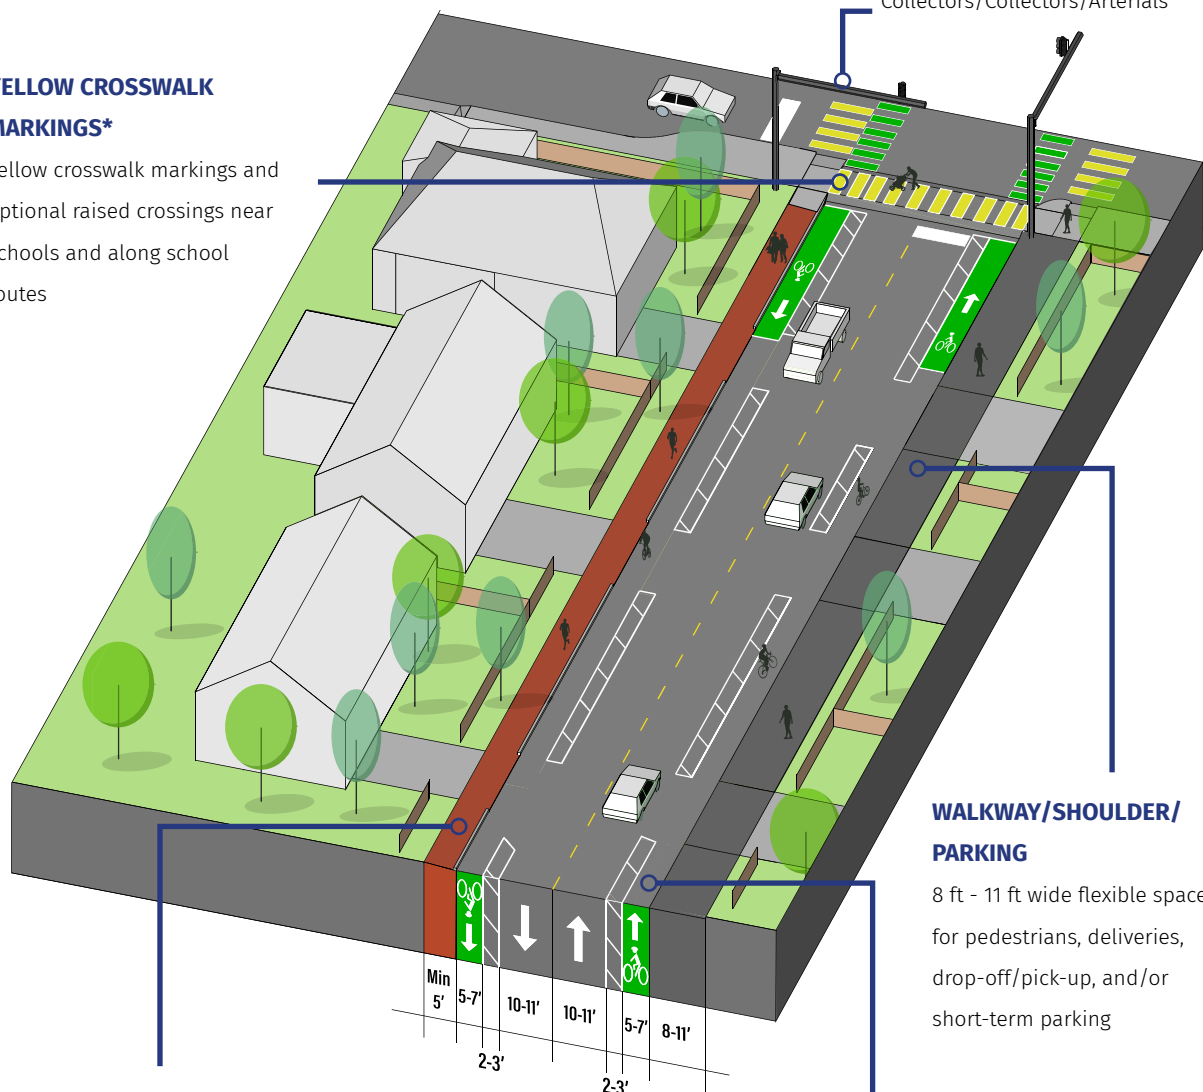 Collectors/Collectors/Arterials
YELLOW CROSSWALK
MARKINGS*
ellow crosswalk markings and
ptional raised crossings near
chools and along school
outes
WALKWAY/SHOULDER/
PARKING
8 ft - 11 ft wide flexible space
for pedestrians, deliveries,
drop-off/pick-up, and/or
short-term parking
Min
5'
5-7'
2-3'
10-11'
10-11'
2-3'
5-7'
8-11'